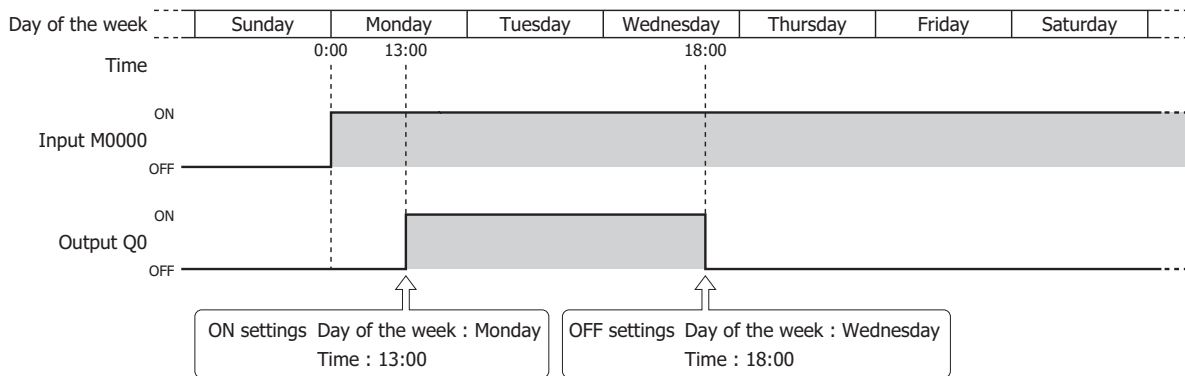 Day of the week Sunday Monday Tuesday Wednesday Thursday Friday Saturday
Time 0:00 13:00 18:00
ON
Input M0000
OFF
ON
Output Q0
OFF
ON settings Day of the week : Monday
Time : 13:00
OFF settings Day of the week : Wednesday
Time : 18:00